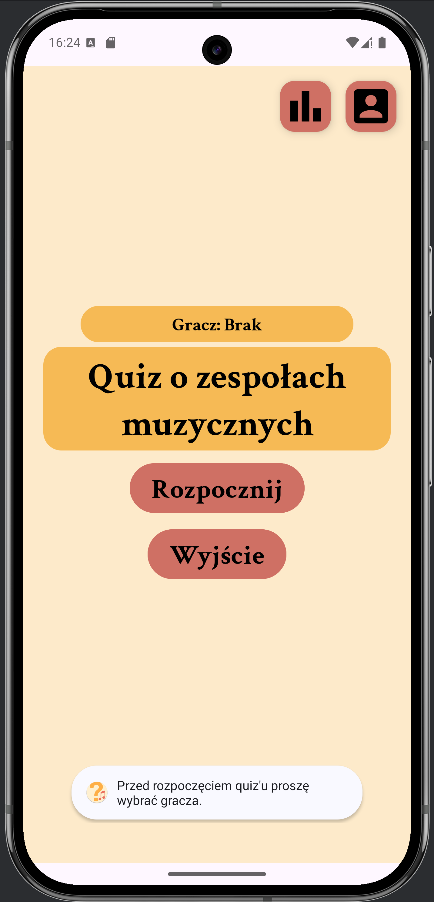 16:24
Gracz: Brak
Quiz o zespołach
muzycznych
Rozpocznij
Wyjście
Przed rozpoczęciem quiz'u proszę
wybrać gracza.